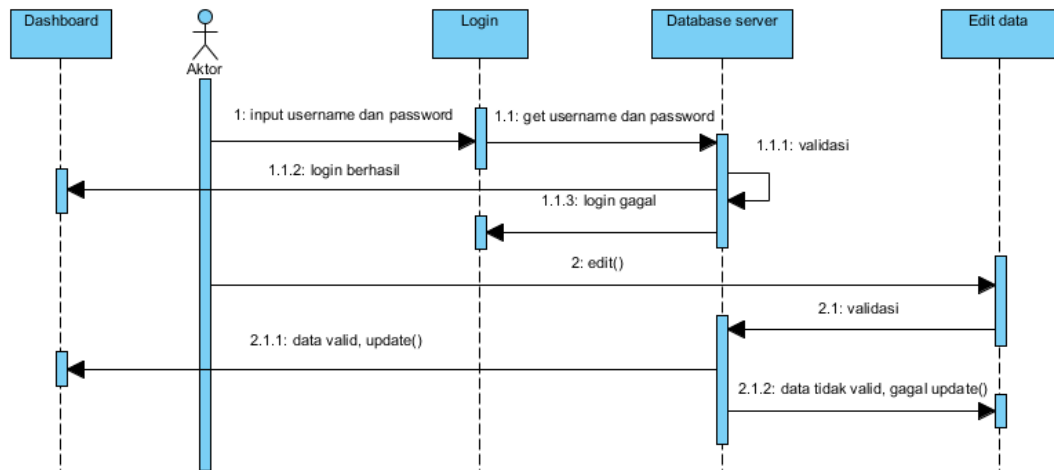 Dashboard
Aktor
Login
Database server
Edit data
1: input username dan password
1.1: get username dan password
1.1.1: validasi
1.1.2: login berhasil
1.1.3: login gagal
2: edit()
2.1: validasi
2.1.1: data valid, update()
2.1.2: data tidak valid, gagal update()